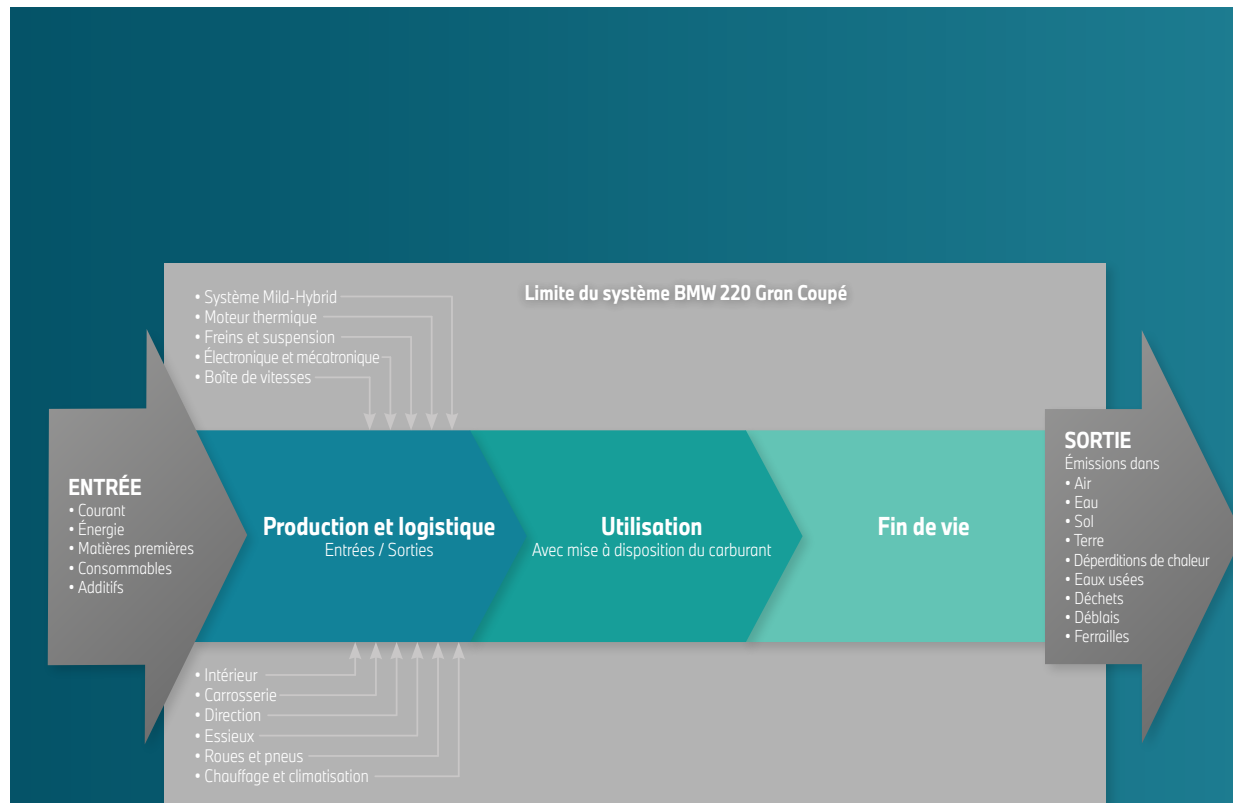 Limite du système BMW 220 Gran Coupé
• Système Mild-Hybrid
• Moteur thermique
• Freins et suspension
• Électronique et mécatronique
• Boîte de vitesses
ENTRÉE
• Courant
• Énergie
• Matières premières
• Consommables
• Additifs
Production et logistique
Entrées / Sorties
Utilisation
Avec mise à disposition du carburant
Fin de vie
SORTIE
Émissions dans
• Air
• Eau
• Sol
• Terre
• Déperditions de chaleur
• Eaux usées
• Déchets
• Déblais
• Ferrailles
• Intérieur
• Carrosserie
• Direction
• Essieux
• Roues et pneus
• Chauffage et climatisation